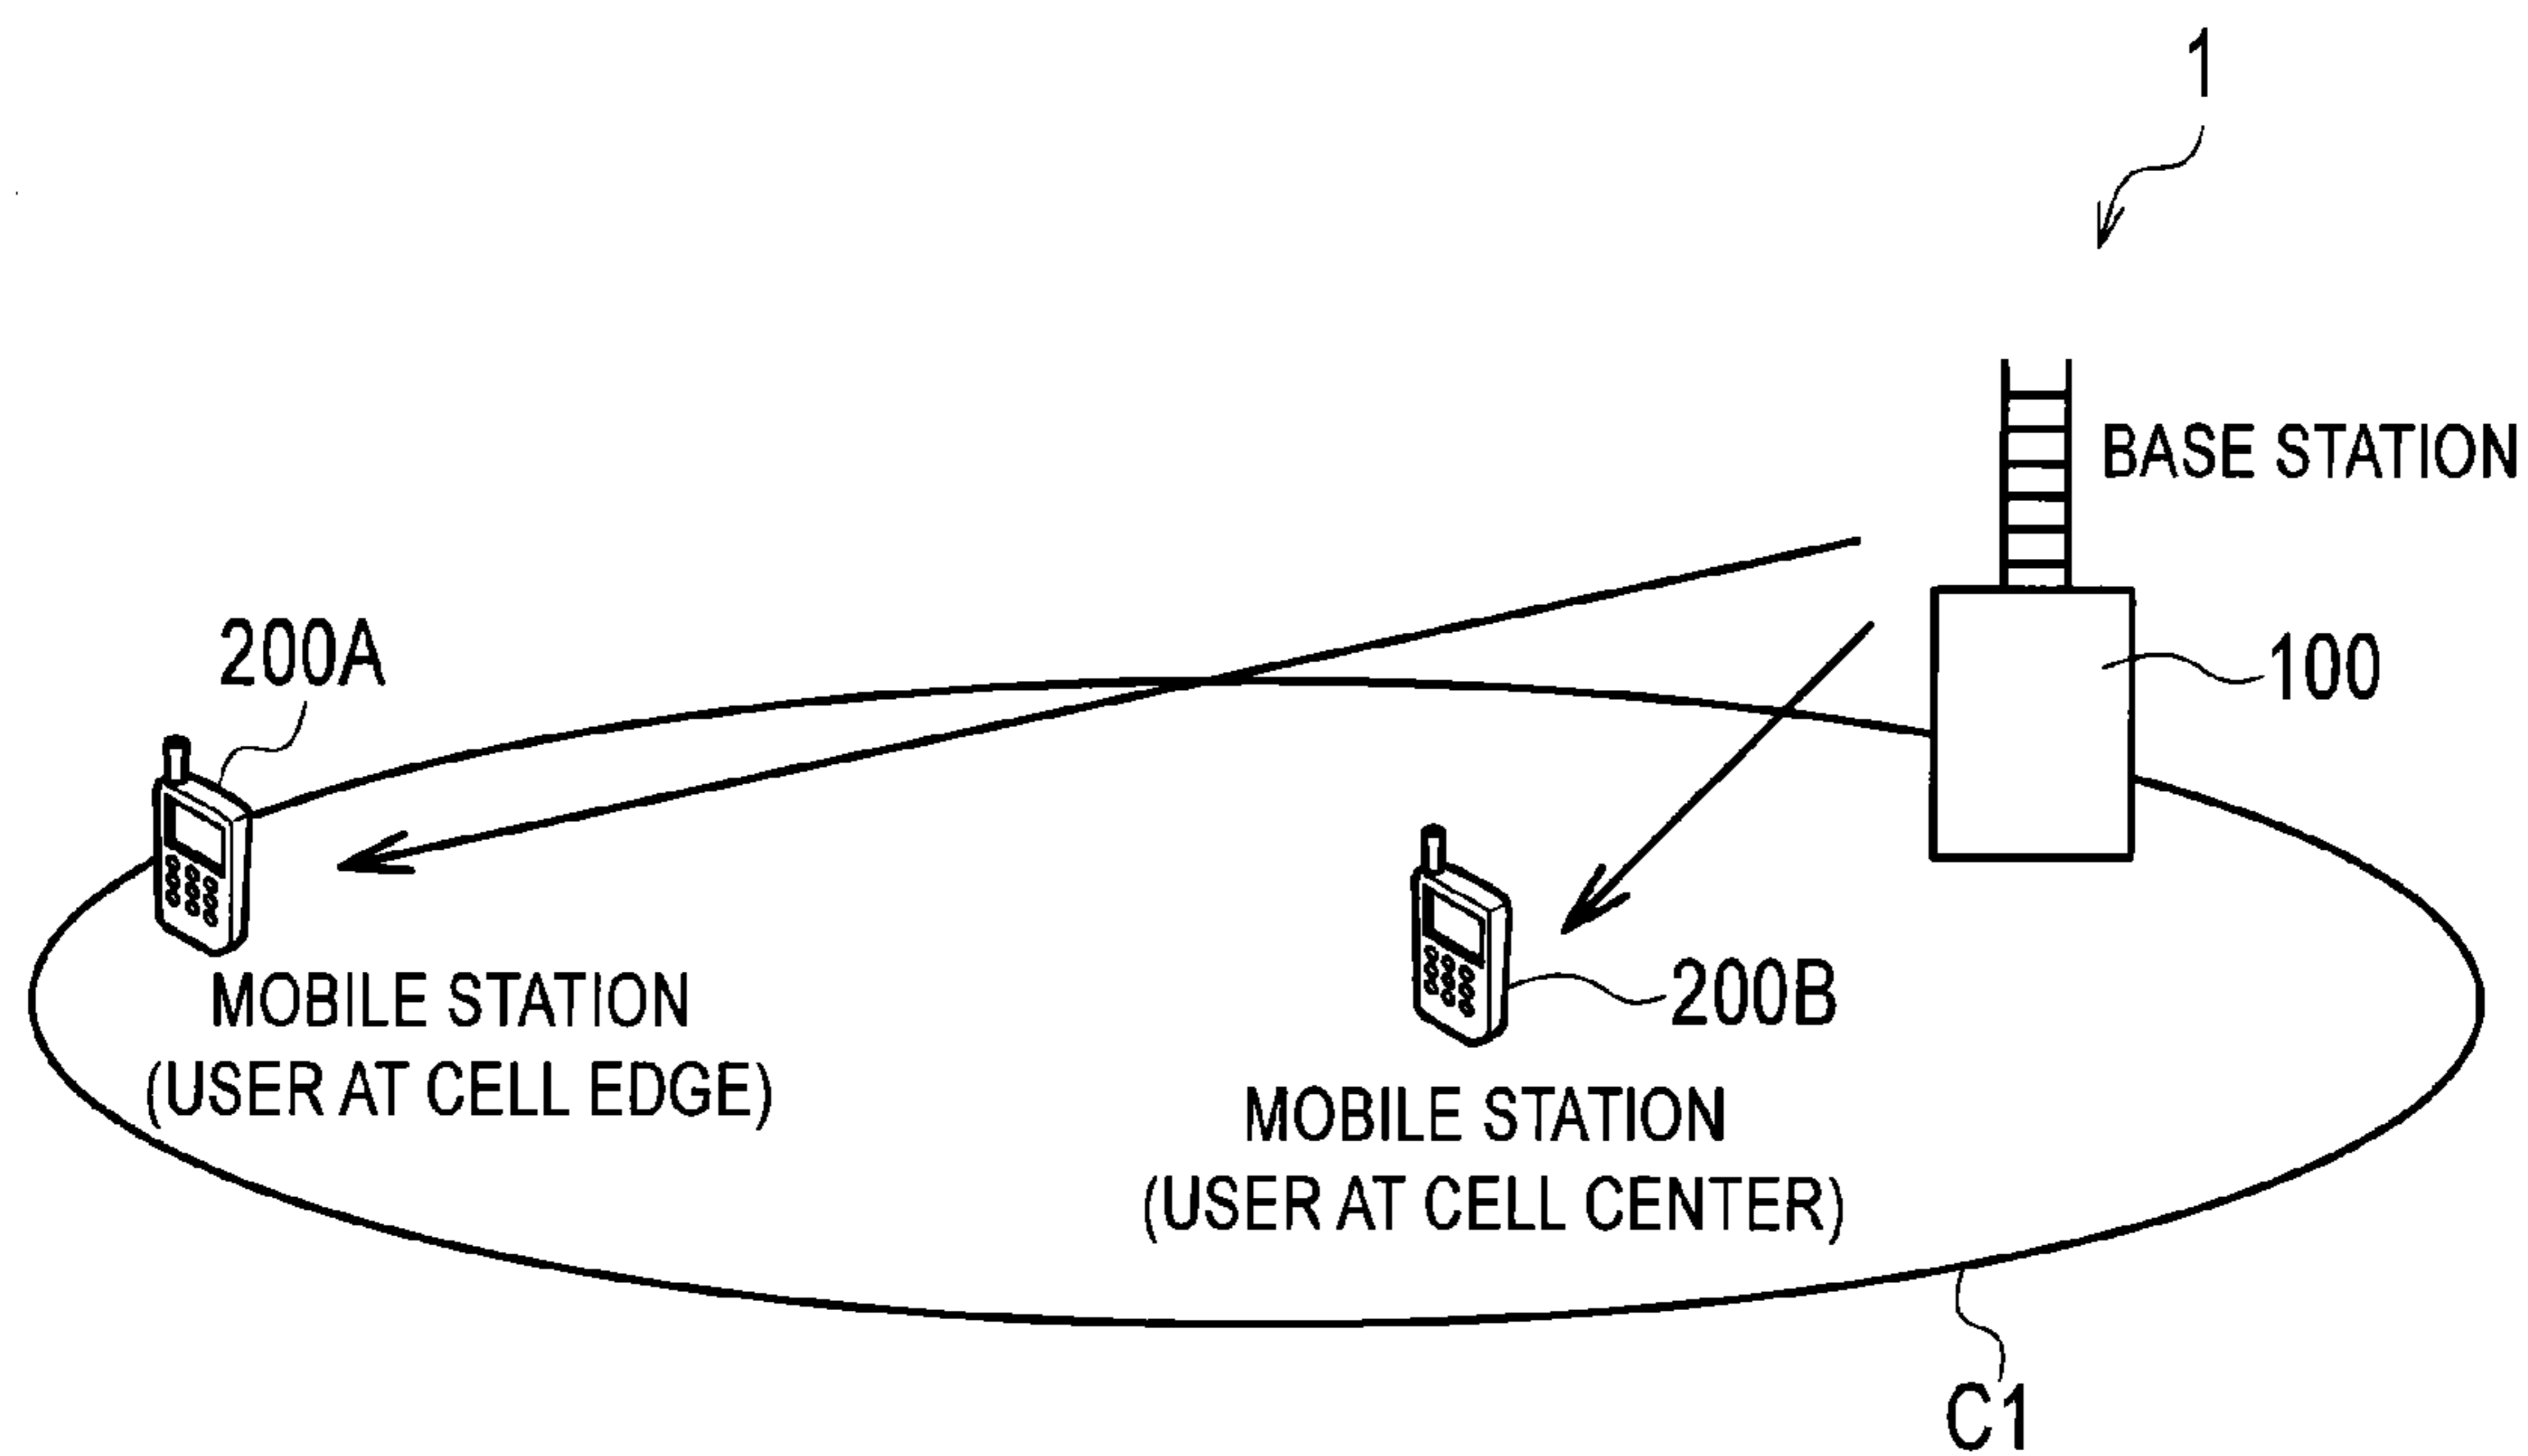 1
BASE STATION
200A
100
200B
MOBILE STATION
(USER AT CELL EDGE)
MOBILE STATION
(USER AT CELL CENTER)
C1